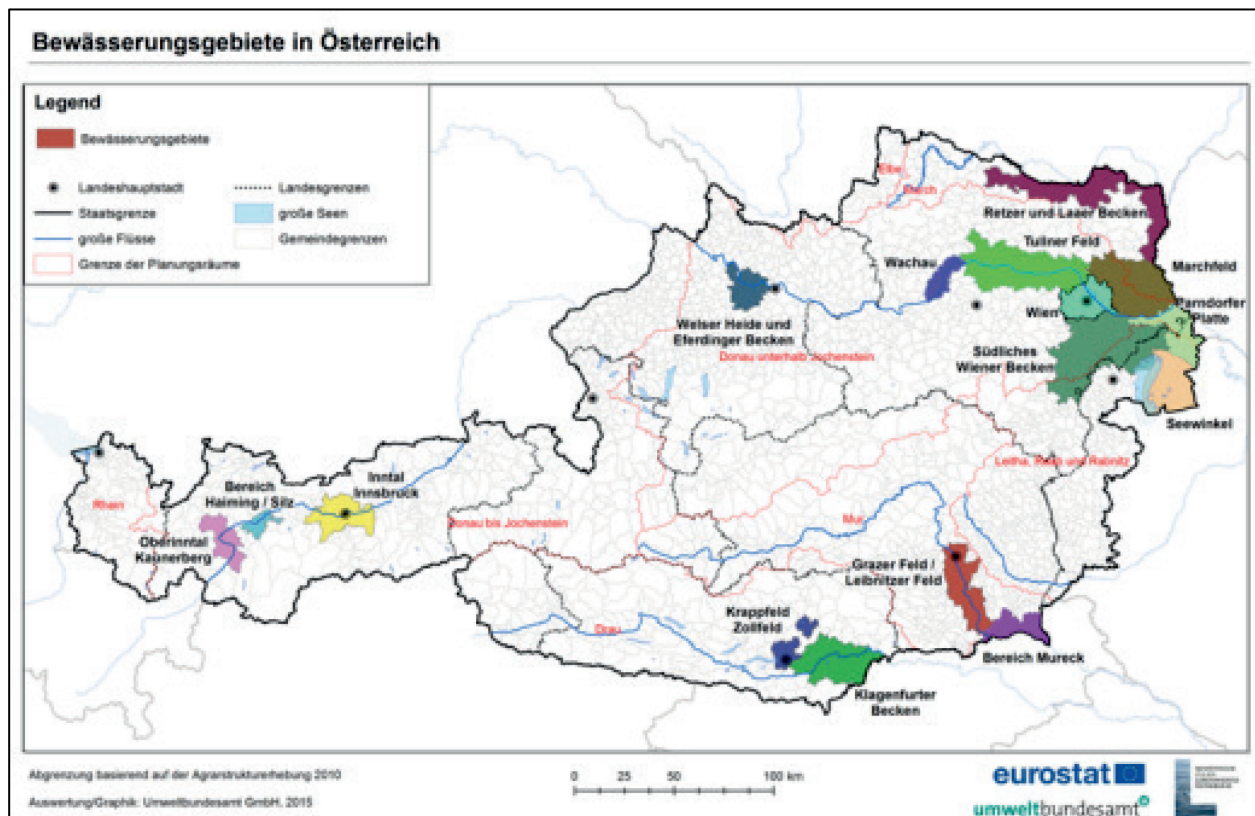 Bewässerungsgebiete in Österreich
Legend
Bewässerungsgebiete
Landeshauptstadt
Landesgrenzen
Staatsgrenze
große Seen
große Flüsse
Gemeindegrenzen
Grenze der Planungsräume
Elbe
March
Retzer und Laaer Becken
Tullner Feld
Wachau
Marchfeld
Wien
Parndorfer
Platte
Welser Heide und
Eferdinger Becken
Donau unterhalb Jochenstein
Südliches
Wiener Becken
Seewinkel
Leitha, Raab und Rabnitz
Rhein
Bereich
Haiming / Silz
Inntal
Innsbruck
Oberinntal
Kaunerberg
Donau bis Jochenstein
Mur
Grazer Feld /
Leibnitzer Feld
Krappfeld
Zollfeld
Drau
Bereich Mureck
Klagenfurter
Becken
Abgrenzung basierend auf der Agrarstrukturerhebung 2010
Auswertung/Graphik: Umweltbundesamt GmbH, 2015
0 25 50 100 km
eurostat
umweltbundesamt